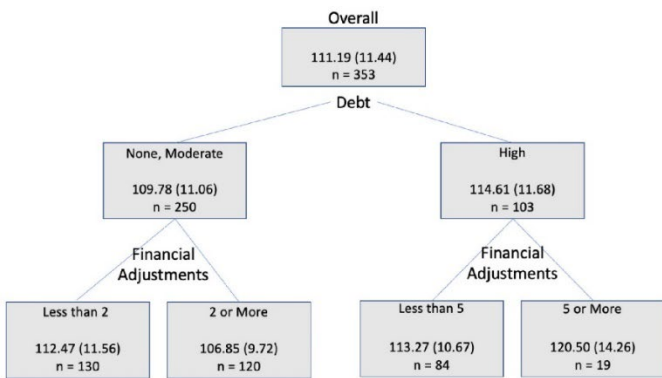 Overall
111.19 (11.44)
n = 353
Debt
None, Moderate
109.78 (11.06)
n = 250
High
114.61 (11.68)
n = 103
Financial
Adjustments
Financial
Adjustments
Less than 2
112.47 (11.56)
n = 130
2 or More
106.85 (9.72)
n = 120
Less than 5
113.27 (10.67)
n = 84
5 or More
120.50 (14.26)
n = 19